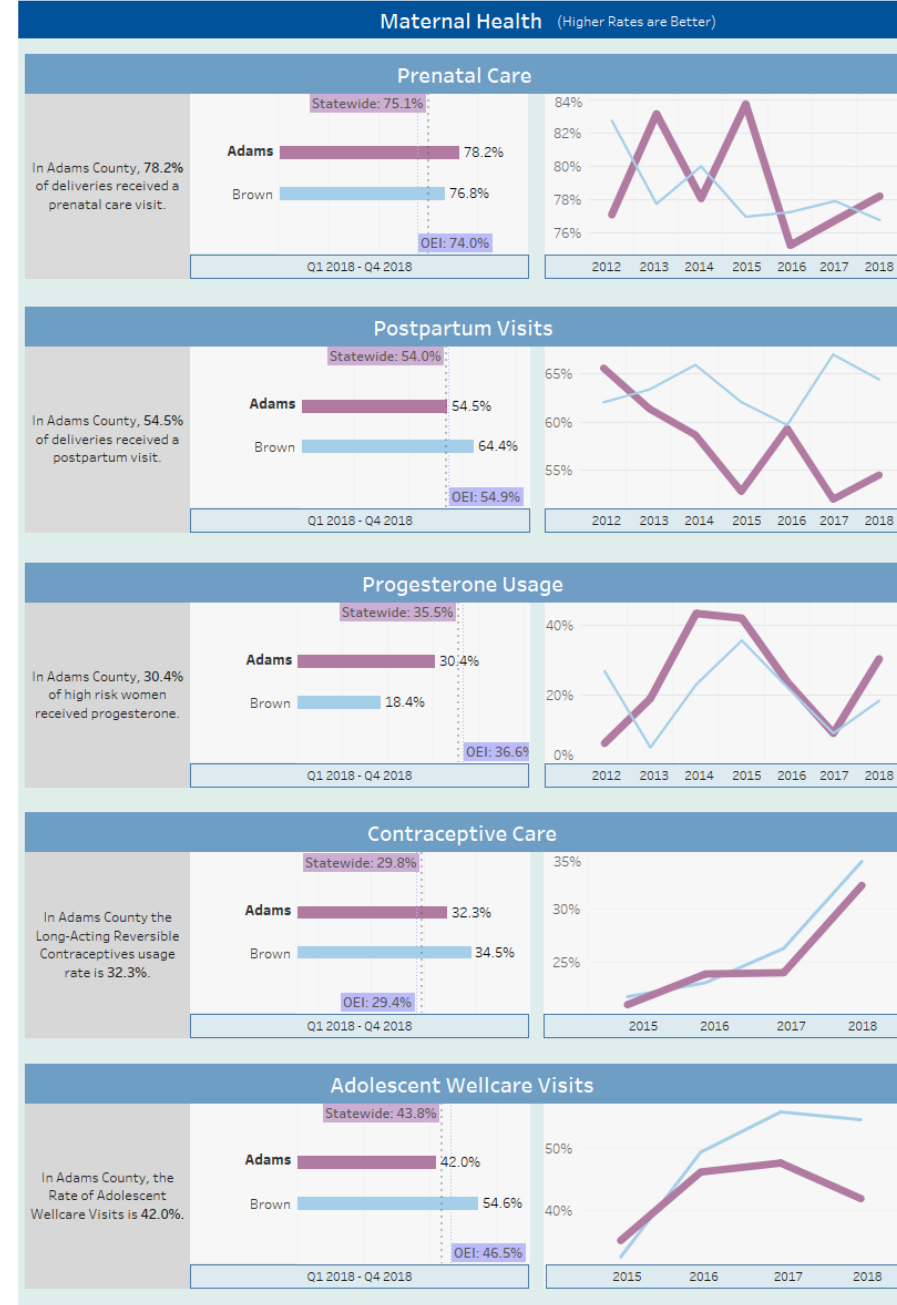 Maternal Health (Higher Rates are Better)
Prenatal Care
In Adams County, 78.2%
of deliveries received a
prenatal care visit.
Statewide: 75.1%
Adams 78.2%
Brown 76.8%
OEI: 74.0%
Q1 2018 - Q4 2018
84%
82%
80%
78%
76%
2012 2013 2014 2015 2016 2017 2018
Postpartum Visits
In Adams County, 54.5%
of deliveries received a
postpartum visit.
Statewide: 54.0%
Adams 54.5%
Brown 64.4%
OEI: 54.9%
Q1 2018 - Q4 2018
65%
60%
55%
2012 2013 2014 2015 2016 2017 2018
Progesterone Usage
In Adams County, 30.4%
of high risk women
received progesterone.
Statewide: 35.5%
Adams 30.4%
Brown 18.4%
OEI: 36.6%
Q1 2018 - Q4 2018
40%
20%
0%
2012 2013 2014 2015 2016 2017 2018
Contraceptive Care
In Adams County the
Long-Acting Reversible
Contraceptives usage
rate is 32.3%.
Statewide: 29.8%
Adams 32.3%
Brown 34.5%
OEI: 29.4%
Q1 2018 - Q4 2018
35%
30%
25%
2015 2016 2017 2018
Adolescent Wellcare Visits
In Adams County, the
Rate of Adolescent
Wellcare Visits is 42.0%.
Statewide: 43.8%
Adams 42.0%
Brown 54.6%
OEI: 46.5%
Q1 2018 - Q4 2018
50%
40%
2015 2016 2017 2018